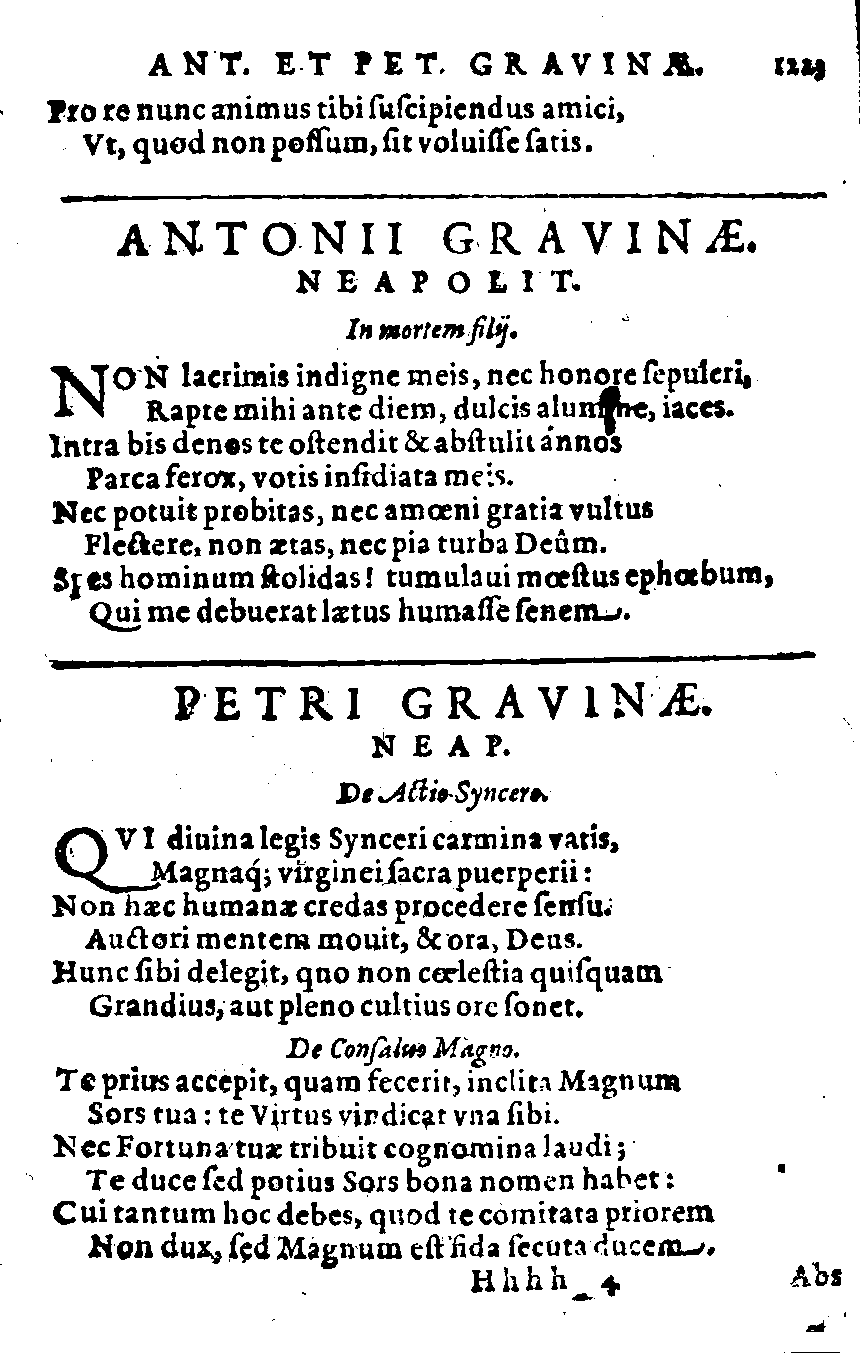 ANT. ET PET. GRAVINÆ. 1223
Pro re nunc animus tibi ſuſcipiendus amici,
Vt, quod non poſſum, ſit voluiſſe ſatis.
ANTONII GRAVINÆ.
NEAPOLIT.
In mortem filij.
NON lacrimis indigne meis, nec honore ſepulcri,
Rapte mihi ante diem, dulcis alumne, iaces.
Intra bis denos te oſtendit & abſtulit ánnos
Parca ferox, votis inſidiata meis.
Nec potuit probitas, nec amœni gratia vultus
Flectere, non ætas, nec pia turba Deûm.
Spes hominum ſtolidas! tumulaui mœſtus ephœbum,
Qui me debuerat lætus humaſſe ſenem.
PETRI GRAVINÆ.
NEAP.
De Actio Syncero.
QVI diuina legis Synceri carmina vatis,
Magnaq́; virginei ſacra puerperii:
Non hæc humanæ credas procedere ſenſu.
Auctori mentem mouit, & ora, Deus.
Hunc ſibi delegit, quo non cœleſtia quiſquam
Grandius, aut pleno cultius ore ſonet.
De Conſaluo Magno.
Te prius accepit, quam fecerit, inclita Magnum
Sors tua: te Virtus vindicat vna ſibi.
Nec Fortuna tuæ tribuit cognomina laudi;
Te duce ſed potius Sors bona nomen habet:
Cui tantum hoc debes, quod te comitata priorem
Non dux, ſed Magnum eſt fida ſecuta ducem.
Hhhh 4 Abs